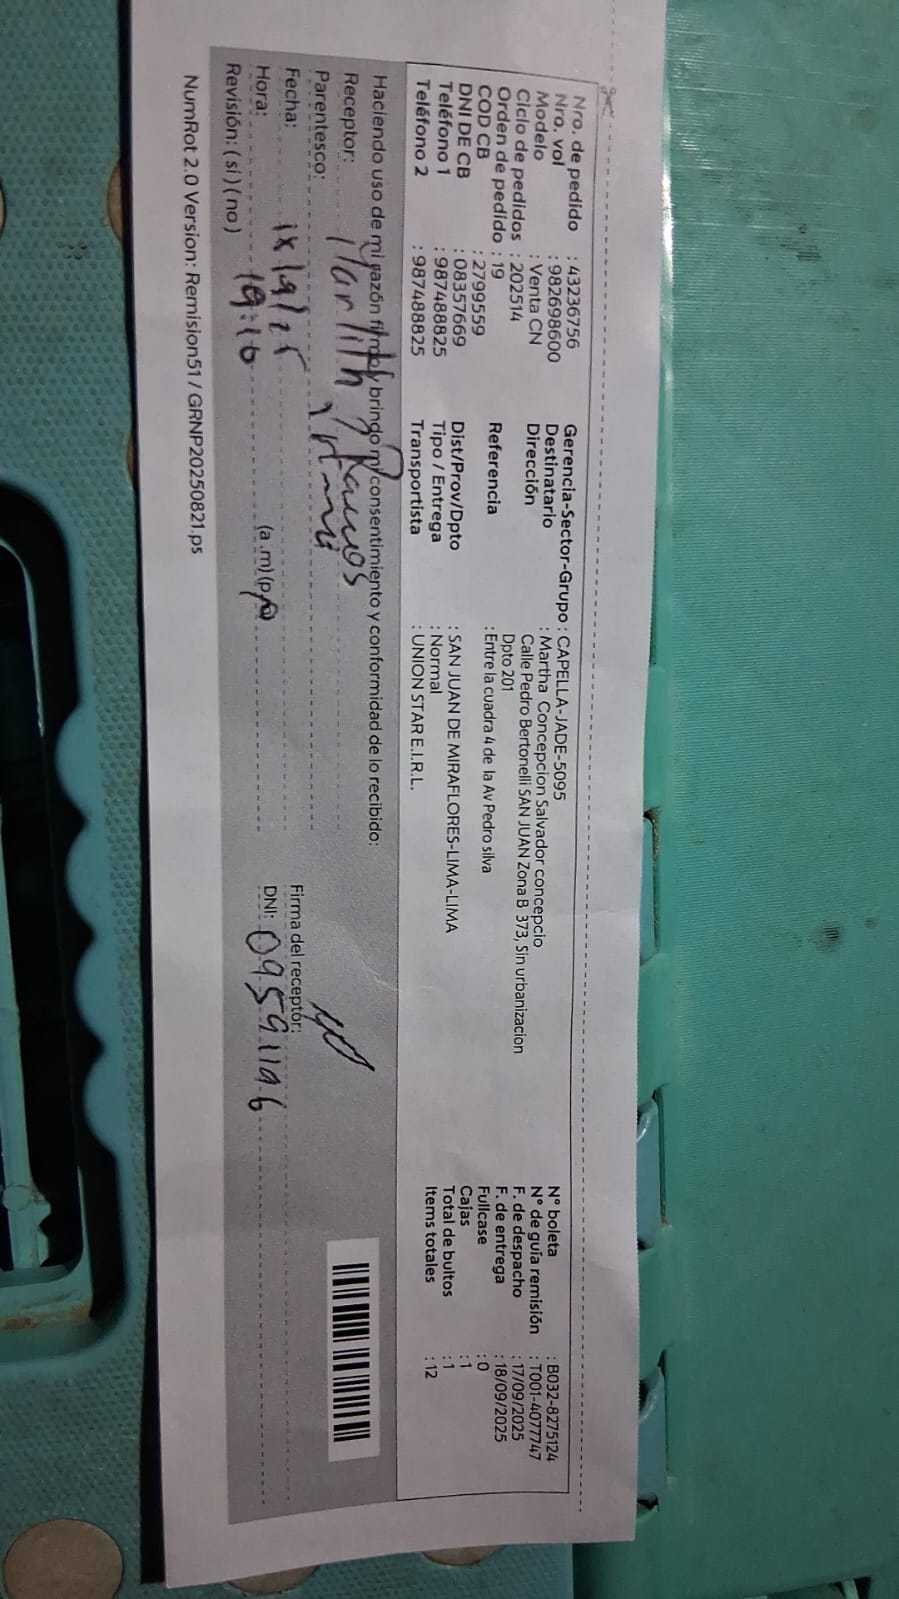 Nro. de pedido : 43236756
Nro. vol : 982698600
Modelo : Venta CN
Ciclo de pedidos : 202514
Orden de pedido : 19
COD CB : 2799559
DNI DE CB : 08357669
Teléfono 1 : 987488825
Teléfono 2 : 987488825
Gerencia-Sector-Grupo : CAPELLA-JADE-5095
Destinatario : Martha Concepcion Salvador concepcio
Dirección Calle Pedro Bertonelli SAN JUAN Zona B 373, Sin urbanizacion
Dpto 201
Referencia : Entre la cuadra 4 de la Av Pedro silva
Dist/Prov/Dpto : SAN JUAN DE MIRAFLORES-LIMA-LIMA
Tipo / Entrega : Normal
Transportista : UNION STAR E.I.R.L.
N° boleta : B032-8275124
N° de guía remisión : T001-4077747
F. de despacho : 17/09/2025
F. de entrega : 18/09/2025
Fullcase : 0
Cajas : 1
Total de bultos : 1
Items totales : 12
Haciendo uso de mi razón firmo y brindo mi consentimiento y conformidad de lo recibido:
Receptor: Ramos
Parentesco:
Fecha:
Hora: 19:10 (a.m)(p
Revisión: ( si ) ( no )
Firma del receptor:
DNI: 09591196
NumRot 2.0 Version: Remision51 / GRNP20250821.ps